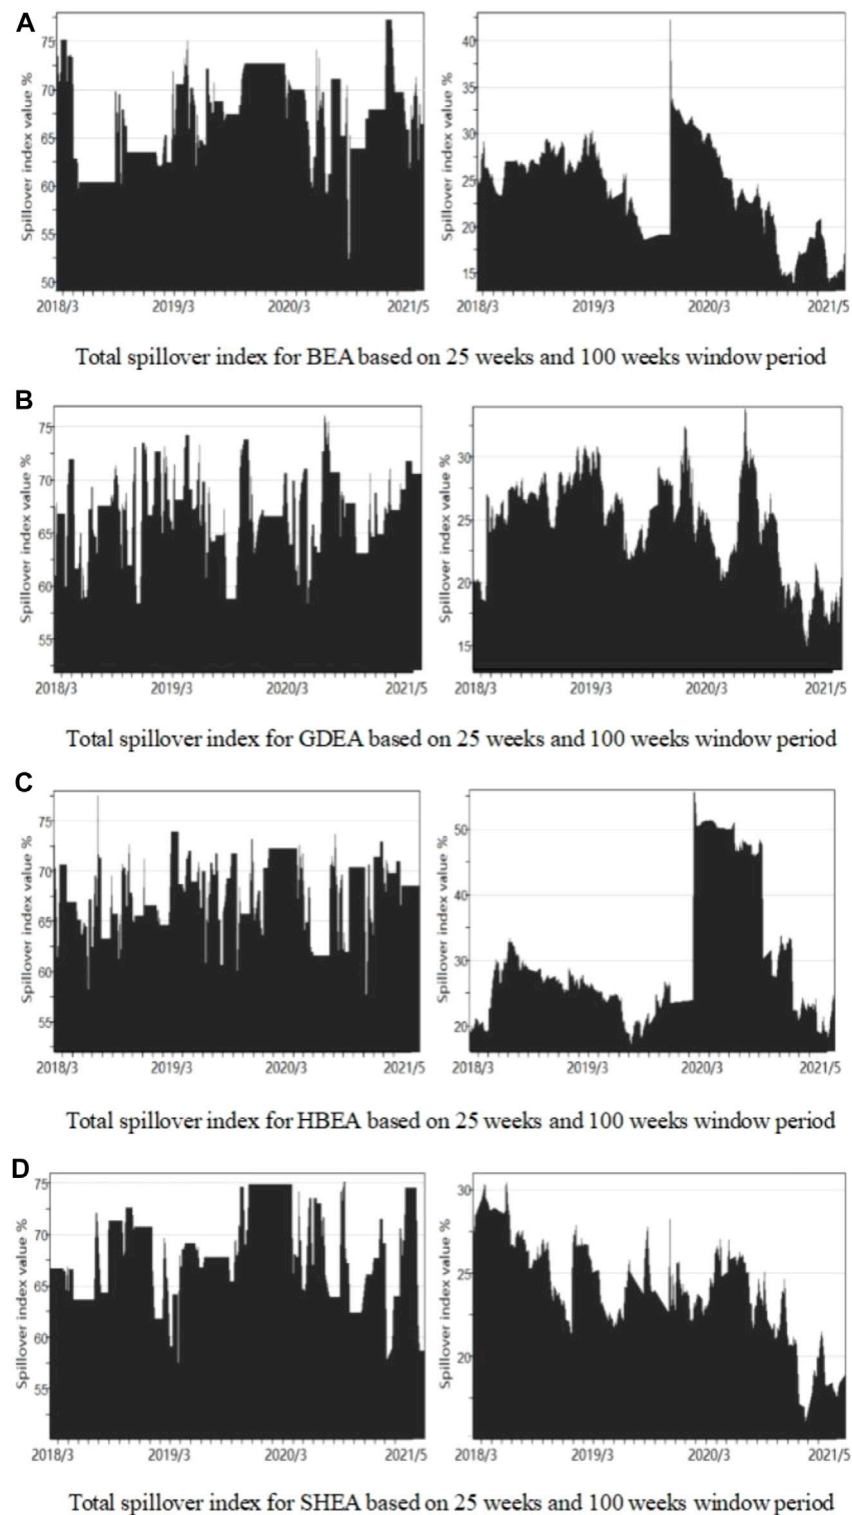 A
Spillover index value %
75
70
65
60
55
50
2018/3 2019/3 2020/3 2021/5
Spillover index value %
40
35
30
25
20
15
2018/3 2019/3 2020/3 2021/5
Total spillover index for BEA based on 25 weeks and 100 weeks window period
B
Spillover index value %
75
70
65
60
55
2018/3 2019/3 2020/3 2021/5
Spillover index value %
30
25
20
15
2018/3 2019/3 2020/3 2021/5
Total spillover index for GDEA based on 25 weeks and 100 weeks window period
C
Spillover index value %
75
70
65
60
55
2018/3 2019/3 2020/3 2021/5
Spillover index value %
50
40
30
20
2018/3 2019/3 2020/3 2021/5
Total spillover index for HBEA based on 25 weeks and 100 weeks window period
D
Spillover index value %
75
70
65
60
55
2018/3 2019/3 2020/3 2021/5
Spillover index value %
30
25
20
2018/3 2019/3 2020/3 2021/5
Total spillover index for SHEA based on 25 weeks and 100 weeks window period